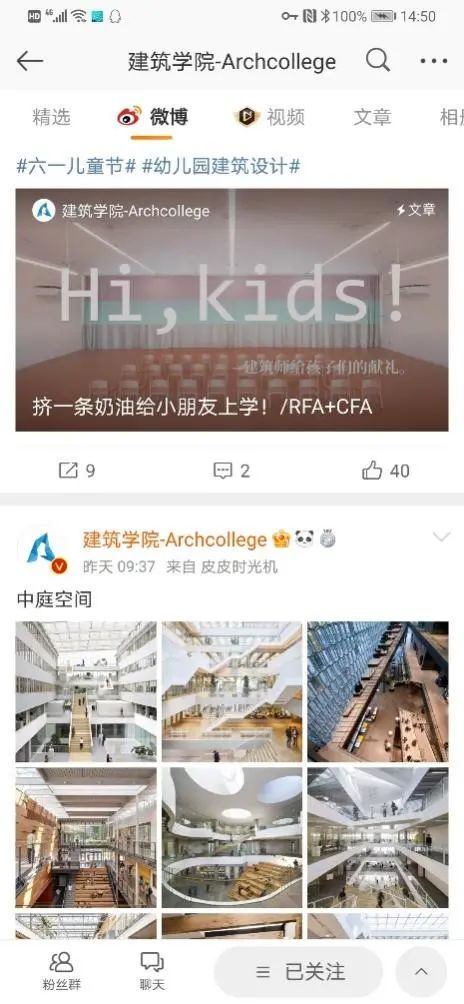 HD 46 100% 14:50
建筑学院-Archcollege
精选 微博 视频 文章 相册
#六一儿童节# #幼儿园建筑设计#
建筑学院-Archcollege 文章
Hi,kids!
—建筑师给孩子们的献礼。
挤一条奶油给小朋友上学！/RFA+CFA
9 2 40
建筑学院-Archcollege
昨天 09:37 来自 皮皮时光机
中庭空间
粉丝群 聊天 已关注